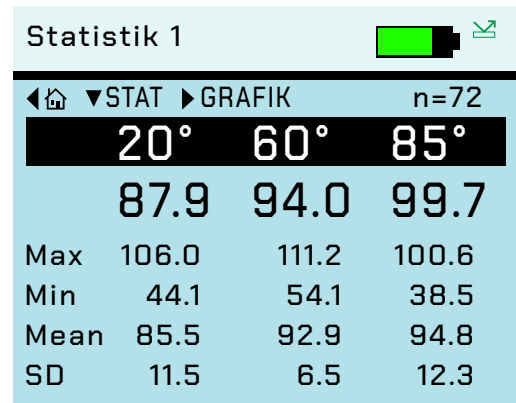 Statistik 1
STAT GRAFIK n=72
20° 60° 85°
87.9 94.0 99.7
Max 106.0 111.2 100.6
Min 44.1 54.1 38.5
Mean 85.5 92.9 94.8
SD 11.5 6.5 12.3